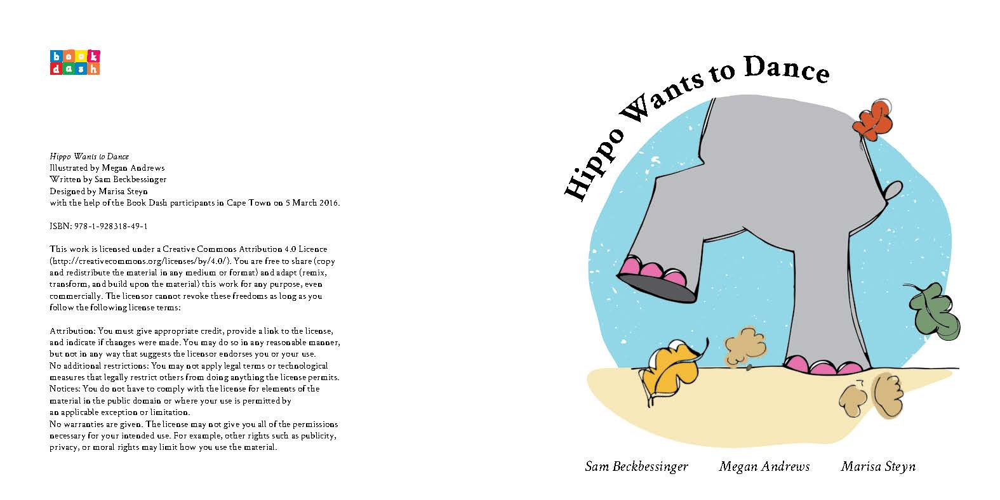 book
dash
Hippo Wants to Dance
Illustrated by Megan Andrews
Written by Sam Beckbessinger
Designed by Marisa Steyn
with the help of the Book Dash participants in Cape Town on 5 March 2016.
ISBN: 978-1-928318-49-1
This work is licensed under a Creative Commons Attribution 4.0 Licence
(http://creativecommons.org/licenses/by/4.0/). You are free to share (copy
and redistribute the material in any medium or format) and adapt (remix,
transform, and build upon the material) this work for any purpose, even
commercially. The licensor cannot revoke these freedoms as long as you
follow the following license terms:
Attribution: You must give appropriate credit, provide a link to the license,
and indicate if changes were made. You may do so in any reasonable manner,
but not in any way that suggests the licensor endorses you or your use.
No additional restrictions: You may not apply legal terms or technological
measures that legally restrict others from doing anything the license permits.
Notices: You do not have to comply with the license for elements of the
material in the public domain or where your use is permitted by
an applicable exception or limitation.
No warranties are given. The license may not give you all of the permissions
necessary for your intended use. For example, other rights such as publicity,
privacy, or moral rights may limit how you use the material.
Hippo Wants to Dance
Sam Beckbessinger Megan Andrews Marisa Steyn